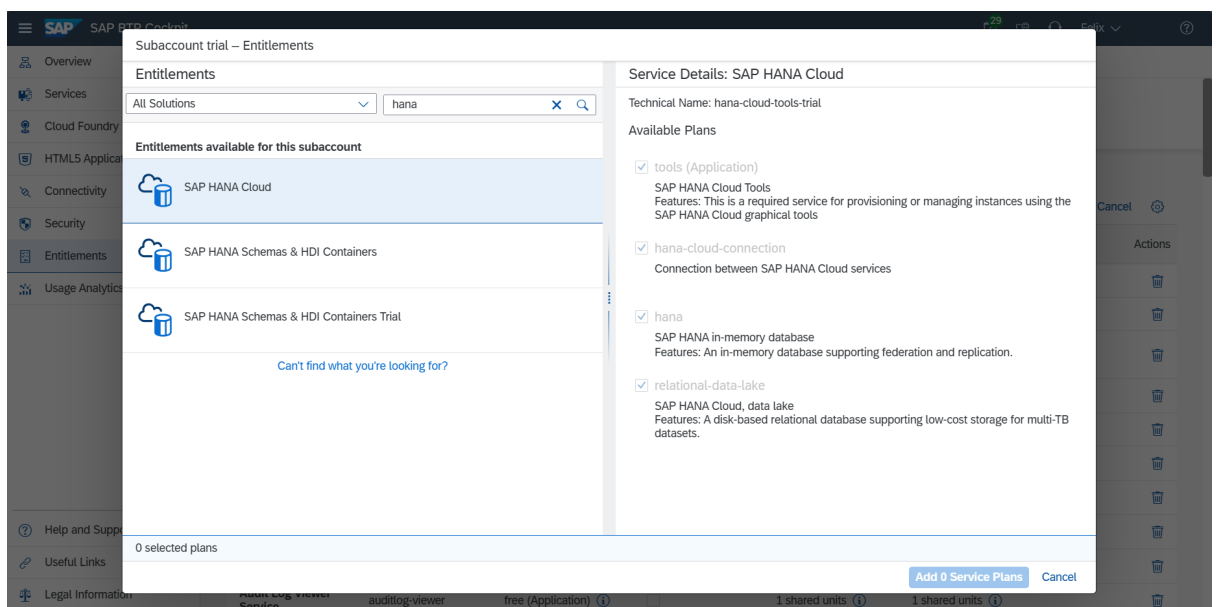 SAP SAP BTP Cockpit
29
Felix
Subaccount trial – Entitlements
Overview
Services
Cloud Foundry
HTML5 Applica
Connectivity
Security
Entitlements
Usage Analytics
Help and Suppo
Useful Links
Legal Information
Entitlements
All Solutions
hana
Entitlements available for this subaccount
SAP HANA Cloud
SAP HANA Schemas & HDI Containers
SAP HANA Schemas & HDI Containers Trial
Can't find what you're looking for?
Service Details: SAP HANA Cloud
Technical Name: hana-cloud-tools-trial
Available Plans
tools (Application)
SAP HANA Cloud Tools
Features: This is a required service for provisioning or managing instances using the
SAP HANA Cloud graphical tools
hana-cloud-connection
Connection between SAP HANA Cloud services
hana
SAP HANA in-memory database
Features: An in-memory database supporting federation and replication.
relational-data-lake
SAP HANA Cloud, data lake
Features: A disk-based relational database supporting low-cost storage for multi-TB
datasets.
Cancel
Actions
0 selected plans
Add 0 Service Plans Cancel
Audit Log Viewer
Service
auditlog-viewer
free (Application)
1 shared units
1 shared units